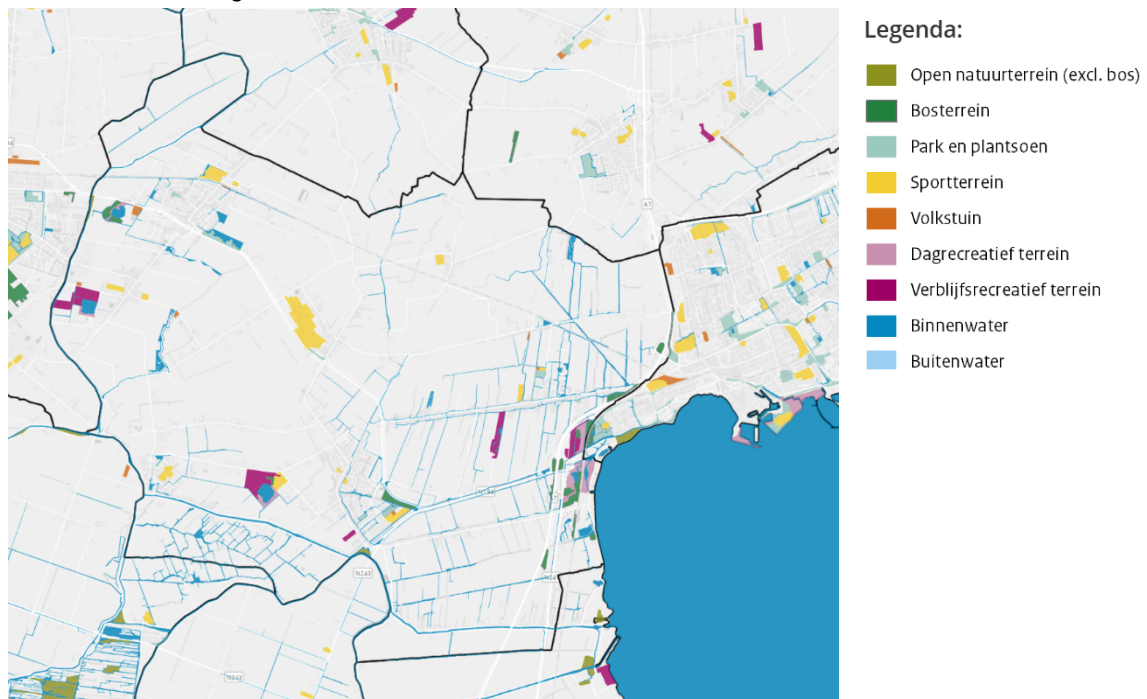 Legenda:
Open natuurterrein (excl. bos)
Bosterrein
Park en plantsoen
Sportterrein
A7
Volkstuin
Dagrecreatief terrein
Verblijfsrecreatief terrein
Binnenwater
Buitenwater
N194
N243
N243